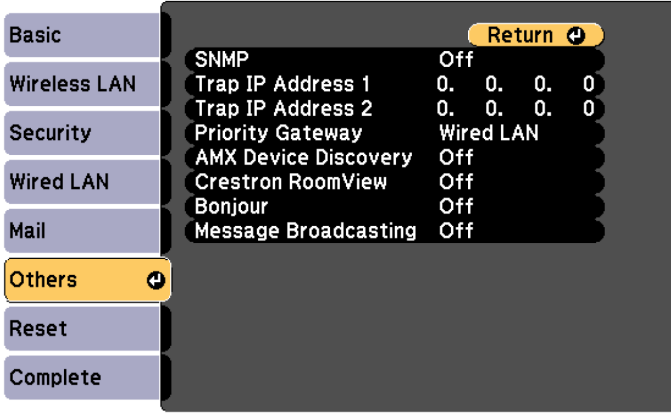 Basic
Wireless LAN
Security
Wired LAN
Mail
Others
Reset
Complete
Return
SNMP Off
Trap IP Address 1 0. 0. 0. 0
Trap IP Address 2 0. 0. 0. 0
Priority Gateway Wired LAN
AMX Device Discovery Off
Crestron RoomView Off
Bonjour Off
Message Broadcasting Off